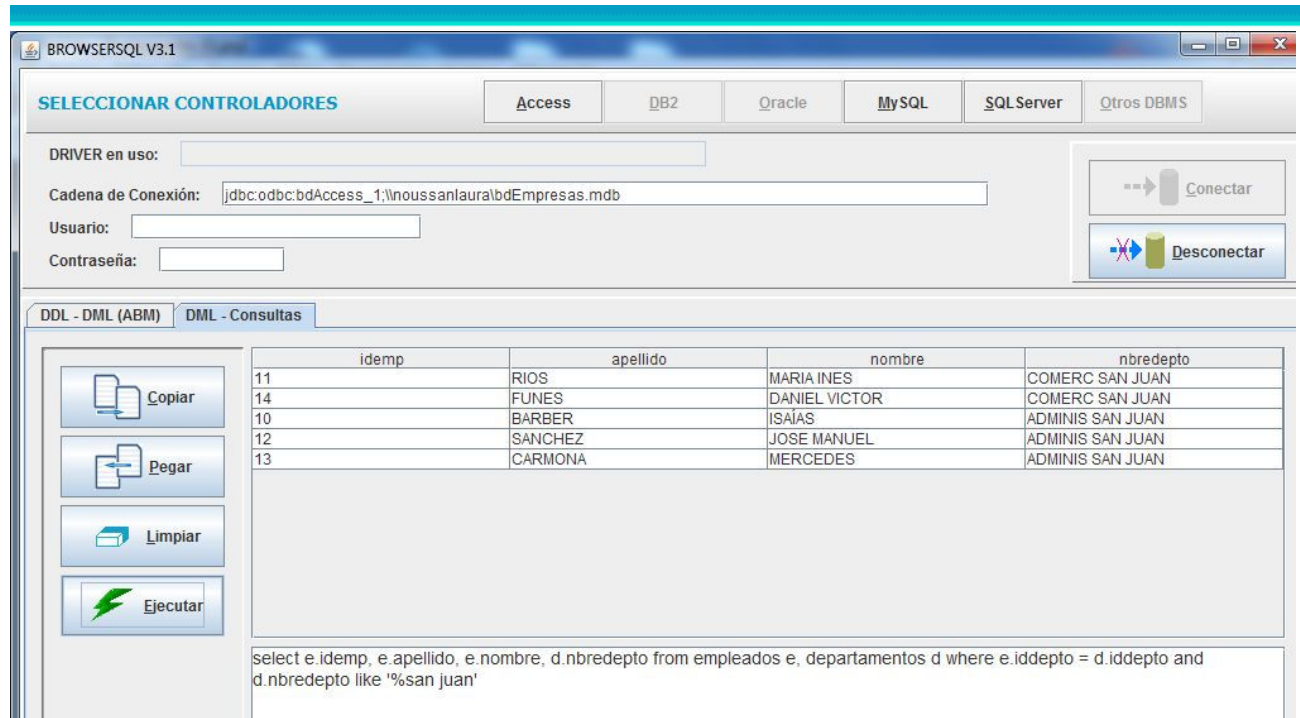 BROWSERSQL V3.1
SELECCIONAR CONTROLADORES
Access
DB2
Oracle
MySQL
SQLServer
Otros DBMS
DRIVER en uso:
Cadena de Conexión: jdbc:odbc:bdAccess_1;\\noussanlaura\bdEmpresas.mdb
Usuario:
Contraseña:
Conectar
Desconectar
DDL - DML (ABM)
DML - Consultas
Copiar
Pegar
Limpiar
Ejecutar
idemp apellido nombre nbredepto
11 RIOS MARIA INES COMERC SAN JUAN
14 FUNES DANIEL VICTOR COMERC SAN JUAN
10 BARBER ISAÍAS ADMINIS SAN JUAN
12 SANCHEZ JOSE MANUEL ADMINIS SAN JUAN
13 CARMONA MERCEDES ADMINIS SAN JUAN
select e.idemp, e.apellido, e.nombre, d.nbredepto from empleados e, departamentos d where e.iddepto = d.iddepto and
d.nbredepto like '%san juan'